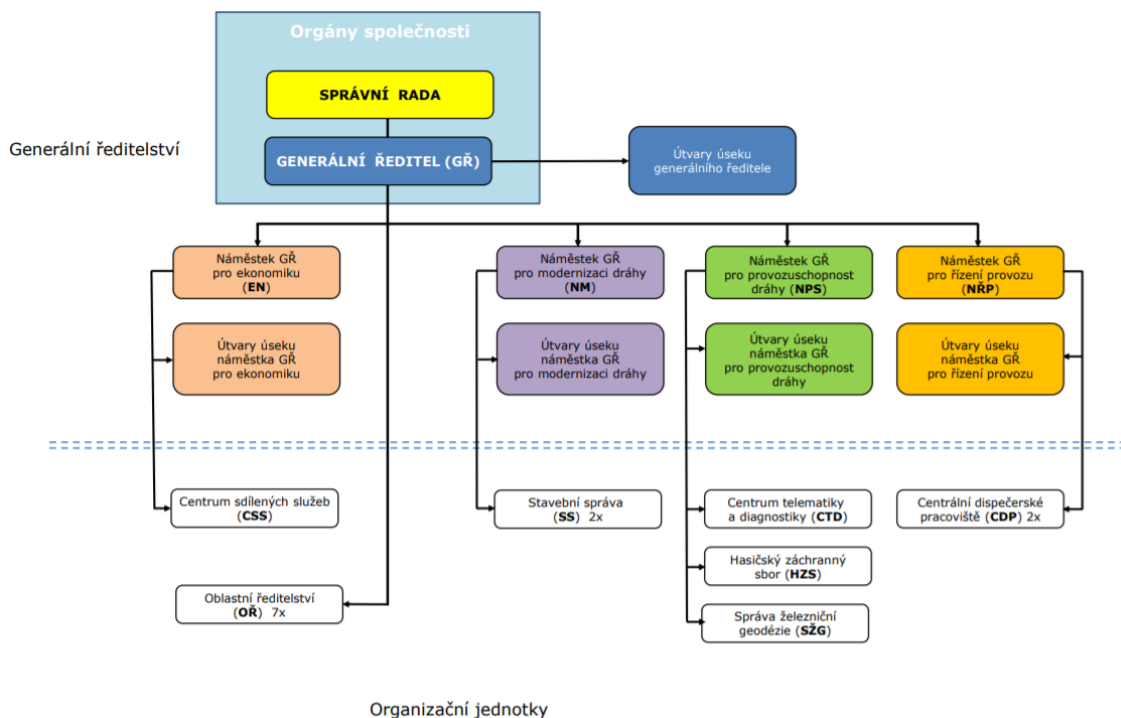 Orgány společnosti
SPRÁVNÍ RADA
Generální ředitelství
GENERÁLNÍ ŘEDITEL (GŘ)
Útvary úseku
generálního ředitele
Náměstek GŘ
pro ekonomiku
(EN)
Náměstek GŘ
pro modernizaci dráhy
(NM)
Náměstek GŘ
pro provozuschopnost
dráhy (NPS)
Náměstek GŘ
pro řízení provozu
(NŘP)
Útvary úseku
náměstka GŘ
pro ekonomiku
Útvary úseku
náměstka GŘ
pro modernizaci dráhy
Útvary úseku
náměstka GŘ
pro provozuschopnost
dráhy
Útvary úseku
náměstka GŘ
pro řízení provozu
Centrum sdílených služeb
(CSS)
Stavební správa
(SS) 2x
Centrum telematiky
a diagnostiky (CTD)
Centrální dispečerské
pracoviště (CDP) 2x
Hasičský záchranný
sbor (HZS)
Oblastní ředitelství
(OŘ) 7x
Správa železniční
geodézie (SŽG)
Organizační jednotky